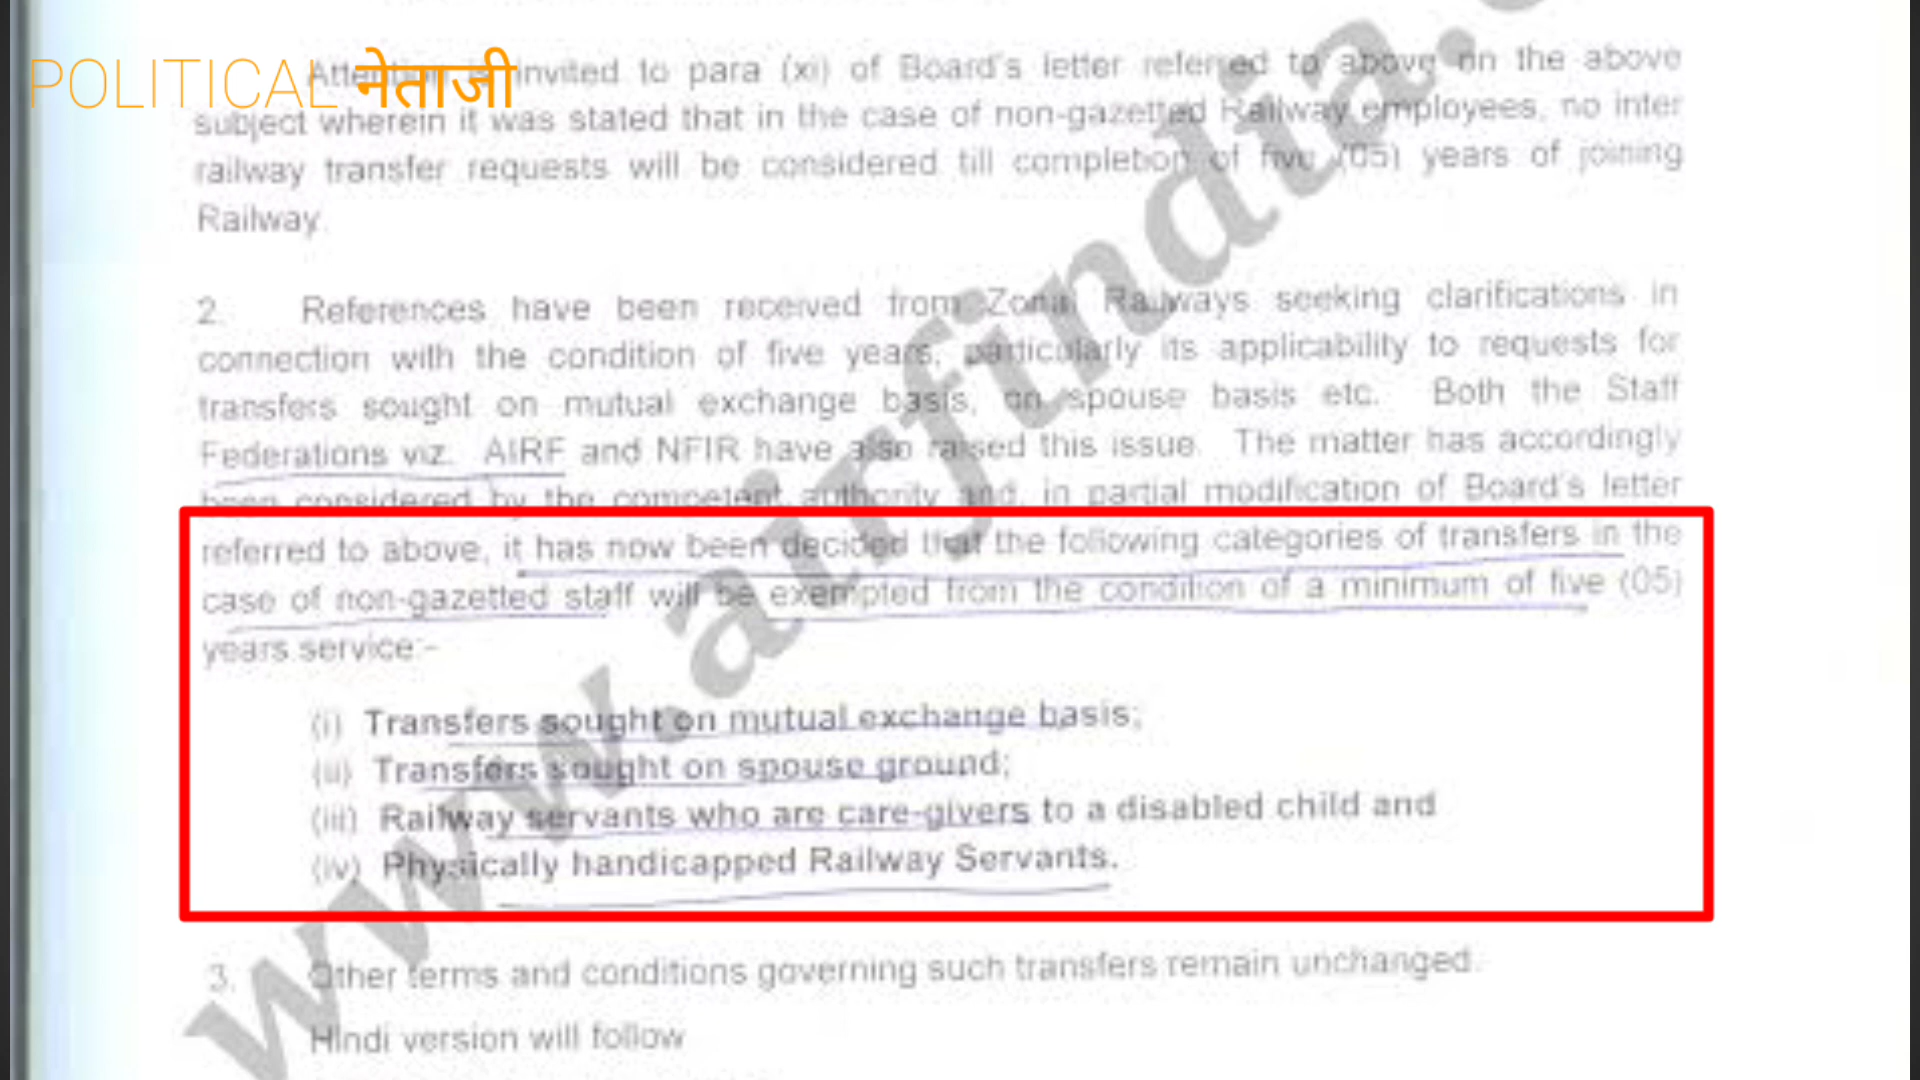 POLITICAL नेताजी
Attention is invited to para (xi) of Board's letter referred to above on the above
subject wherein it was stated that in the case of non-gazetted Railway employees, no inter
railway transfer requests will be considered till completion of five (05) years of joining
Railway.
2. References have been received from Zonal Railways seeking clarifications in
connection with the condition of five years, particularly its applicability to requests for
transfers sought on mutual exchange basis, on spouse basis etc. Both the Staff
Federations viz. AIRF and NFIR have also raised this issue. The matter has accordingly
been considered by the competent authority and, in partial modification of Board's letter
referred to above, it has now been decided that the following categories of transfers in the
case of non-gazetted staff will be exempted from the condition of a minimum of five (05)
years service:-
(i) Transfers sought on mutual exchange basis;
(ii) Transfers sought on spouse ground;
(iii) Railway servants who are care-givers to a disabled child and
(iv) Physically handicapped Railway Servants.
3. Other terms and conditions governing such transfers remain unchanged.
Hindi version will follow
www.airfindia.